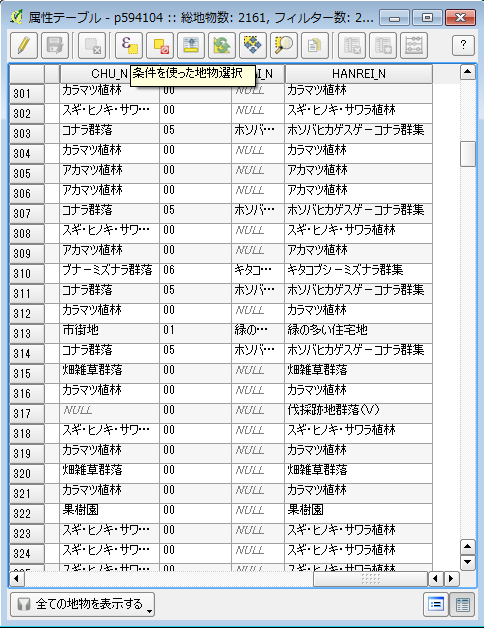 属性テーブル - p594104 :: 総地物数: 2161, フィルター数: 2...
ε
?
CHU_N I_N HANREI_N
条件を使った地物選択
301 カラマツ植林 00 NULL カラマツ植林
302 スギ・ヒノキ・サワ… 00 NULL スギ・ヒノキ・サワラ植林
303 コナラ群落 05 ホソバ… ホソバヒカゲスゲーコナラ群集
304 カラマツ植林 00 NULL カラマツ植林
305 アカマツ植林 00 NULL アカマツ植林
306 アカマツ植林 00 NULL アカマツ植林
307 コナラ群落 05 ホソバ… ホソバヒカゲスゲーコナラ群集
308 スギ・ヒノキ・サワ… 00 NULL スギ・ヒノキ・サワラ植林
309 アカマツ植林 00 NULL アカマツ植林
310 ブナーミズナラ群落 06 キタコ… キタコブシーミズナラ群集
311 コナラ群落 05 ホソバ… ホソバヒカゲスゲーコナラ群集
312 カラマツ植林 00 NULL カラマツ植林
313 市街地 01 緑の… 緑の多い住宅地
314 コナラ群落 05 ホソバ… ホソバヒカゲスゲーコナラ群集
315 畑雑草群落 00 NULL 畑雑草群落
316 カラマツ植林 00 NULL カラマツ植林
317 NULL 00 NULL 伐採跡地群落(V)
318 スギ・ヒノキ・サワ… 00 NULL スギ・ヒノキ・サワラ植林
319 カラマツ植林 00 NULL カラマツ植林
320 畑雑草群落 00 NULL 畑雑草群落
321 カラマツ植林 00 NULL カラマツ植林
322 果樹園 00 NULL 果樹園
323 スギ・ヒノキ・サワ… 00 NULL スギ・ヒノキ・サワラ植林
324 スギ・ヒノキ・サワ… 00 NULL スギ・ヒノキ・サワラ植林
全ての地物を表示する